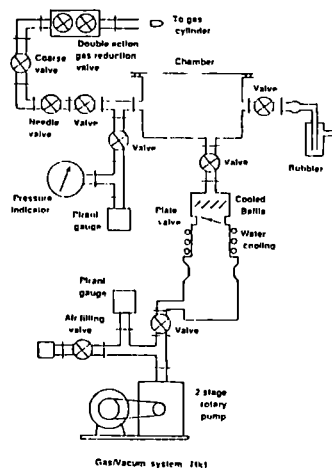 To gas
cylinder
Double action
gas reduction
valve
Coarse
valve
Chamber
Valve
Needle
valve
Valve
Valve
Bubbler
Pressure
indicator
Pirani
gauge
Valve
Cooled
Baffle
Plate
valve
Water
cooling
Pirani
gauge
Air filling
valve
Valve
2 stage
rotary
pump
Gas/Vacum system